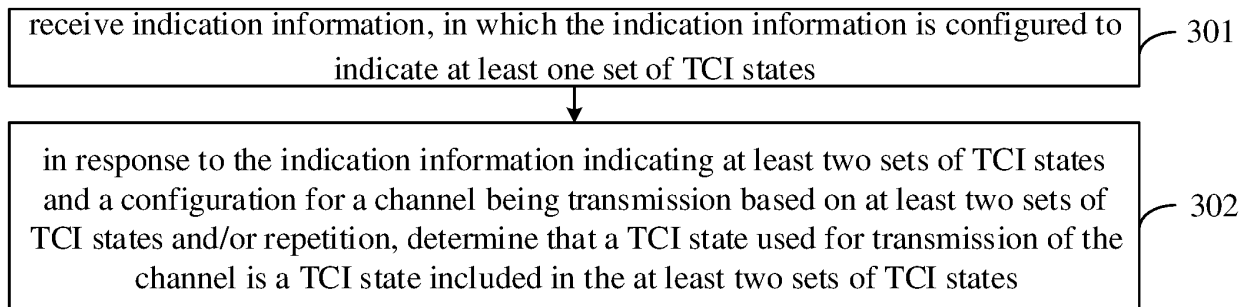 receive indication information, in which the indication information is configured to
indicate at least one set of TCI states
301
in response to the indication information indicating at least two sets of TCI states
and a configuration for a channel being transmission based on at least two sets of
TCI states and/or repetition, determine that a TCI state used for transmission of the
channel is a TCI state included in the at least two sets of TCI states
302